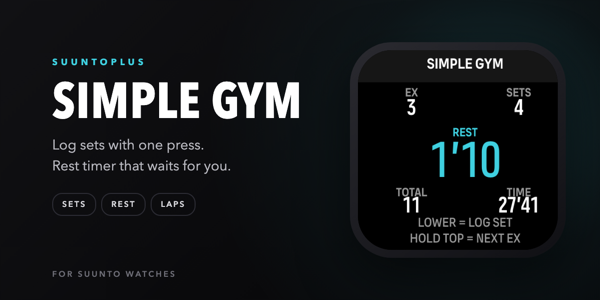 SUUNTOPLUS
SIMPLE GYM
Log sets with one press.
Rest timer that waits for you.
SETS REST LAPS
FOR SUUNTO WATCHES
SIMPLE GYM
EX SETS
3 4
REST
1'10
TOTAL TIME
11 27'41
LOWER = LOG SET
HOLD TOP = NEXT EX